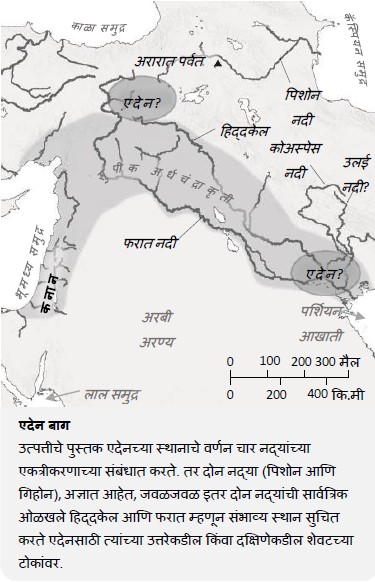 काळा समुद्र
कॅस्पियन समुद्र
अरारात पर्वत
एदेन?
पिशोन
नदी
हिद्दकेल
कोअस्पेस
नदी
उलई
नदी?
पीक अर्धचंद्राकृती
फरात नदी
भूमध्य समुद्र
कनान
एदेन?
अरबी
अरण्य
पर्शियन
आखाती
0 100 200 300 मैल
0 200 400 कि.मी
लाल समुद्र
एदेन बाग
उत्पत्तीचे पुस्तक एदेनच्या स्थानाचे वर्णन चार नद्यांच्या
एकत्रीकरणाच्या संबंधात करते. तर दोन नद्या (पिशोन आणि
गिहोन), अज्ञात आहेत, जवळजवळ इतर दोन नद्यांची सार्वत्रिक
ओळखले हिद्दकेल आणि फरात म्हणून संभाव्य स्थान सुचित
करते एदेनसाठी त्यांच्या उत्तरेकडील किंवा दक्षिणेकडील शेवटच्या
टोकांवर.